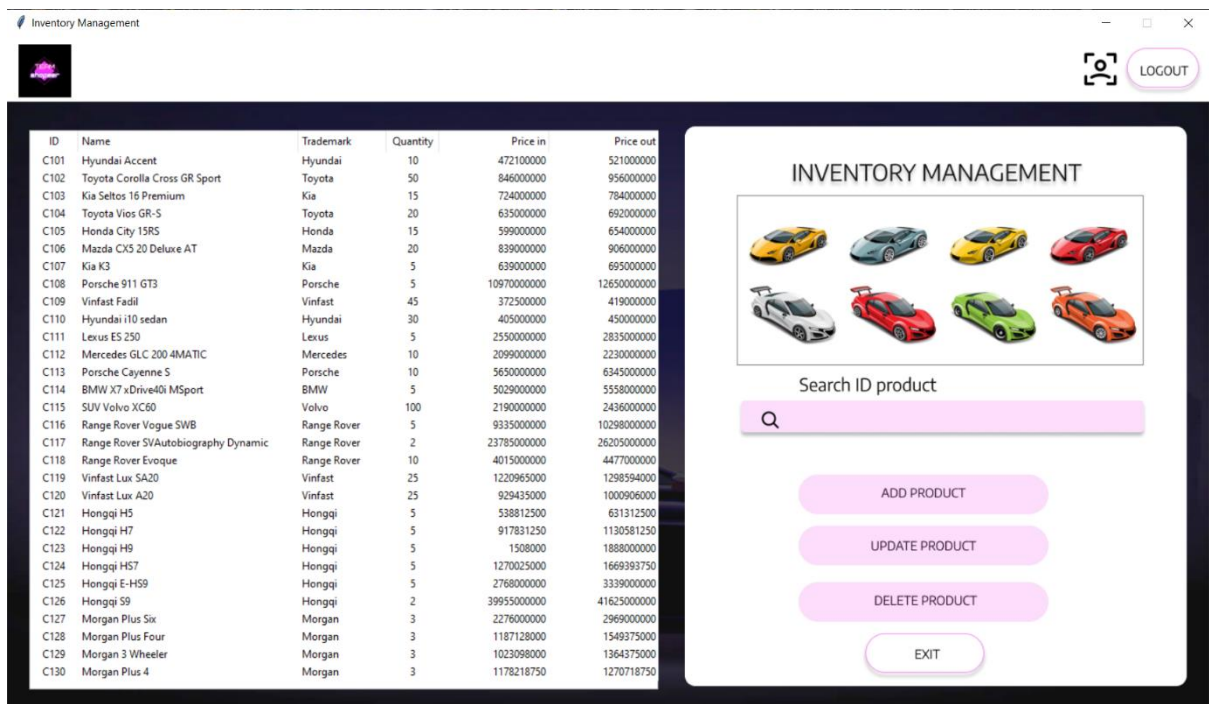 Inventory Management
LOGOUT
ID Name Trademark Quantity Price in Price out
C101 Hyundai Accent Hyundai 10 472100000 521000000
C102 Toyota Corolla Cross GR Sport Toyota 50 846000000 956000000
C103 Kia Seltos 16 Premium Kia 15 724000000 784000000
C104 Toyota Vios GR-S Toyota 20 635000000 692000000
C105 Honda City 15RS Honda 15 599000000 654000000
C106 Mazda CX5 20 Deluxe AT Mazda 20 839000000 906000000
C107 Kia K3 Kia 5 639000000 695000000
C108 Porsche 911 GT3 Porsche 5 10970000000 12650000000
C109 Vinfast Fadil Vinfast 45 372500000 419000000
C110 Hyundai i10 sedan Hyundai 30 405000000 450000000
C111 Lexus ES 250 Lexus 5 2550000000 2835000000
C112 Mercedes GLC 200 4MATIC Mercedes 10 2099000000 2230000000
C113 Porsche Cayenne S Porsche 10 5650000000 6345000000
C114 BMW X7 xDrive40i MSport BMW 5 5029000000 5558000000
C115 SUV Volvo XC60 Volvo 100 2190000000 2436000000
C116 Range Rover Vogue SWB Range Rover 5 9335000000 10298000000
C117 Range Rover SVAutobiography Dynamic Range Rover 2 23785000000 26205000000
C118 Range Rover Evoque Range Rover 10 4015000000 4477000000
C119 Vinfast Lux SA20 Vinfast 25 1220965000 1298594000
C120 Vinfast Lux A20 Vinfast 25 929435000 1000906000
C121 Hongqi H5 Hongqi 5 538812500 631312500
C122 Hongqi H7 Hongqi 5 917831250 1130581250
C123 Hongqi H9 Hongqi 5 1508000 1888000000
C124 Hongqi HS7 Hongqi 5 1270025000 1669393750
C125 Hongqi E-HS9 Hongqi 5 2768000000 3339000000
C126 Hongqi S9 Hongqi 2 39955000000 41625000000
C127 Morgan Plus Six Morgan 3 2276000000 2969000000
C128 Morgan Plus Four Morgan 3 1187128000 1549375000
C129 Morgan 3 Wheeler Morgan 3 1023098000 1364375000
C130 Morgan Plus 4 Morgan 3 1178218750 1270718750
INVENTORY MANAGEMENT
Search ID product
ADD PRODUCT
UPDATE PRODUCT
DELETE PRODUCT
EXIT